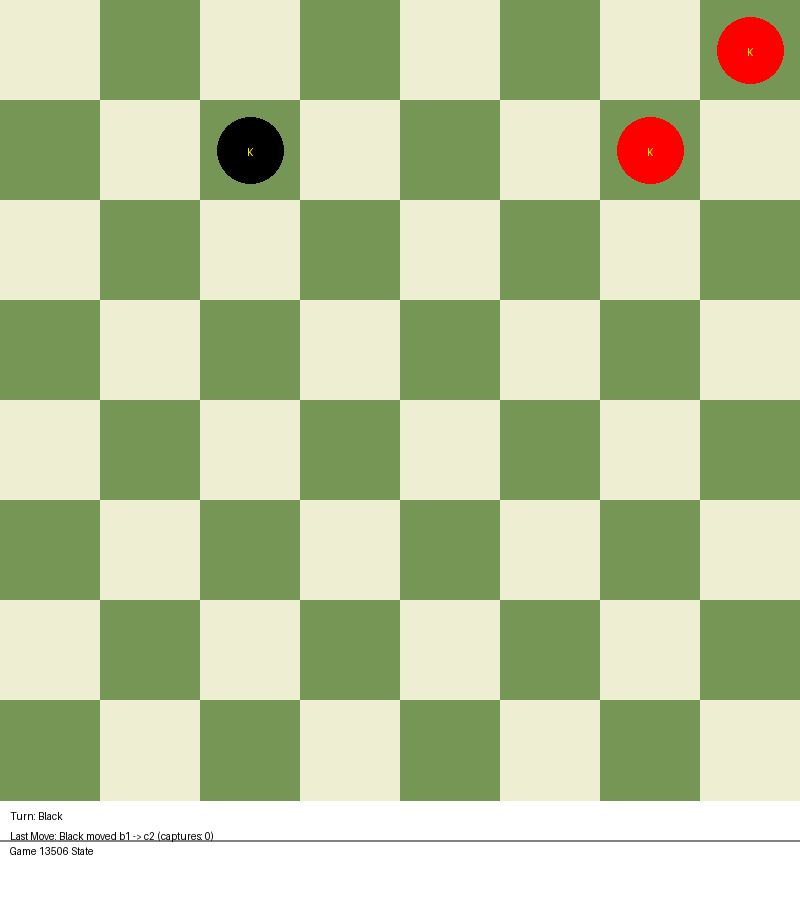 K
K
K
Turn: Black
Last Move: Black moved b1 -> c2 (captures: 0)
Game 13506 State